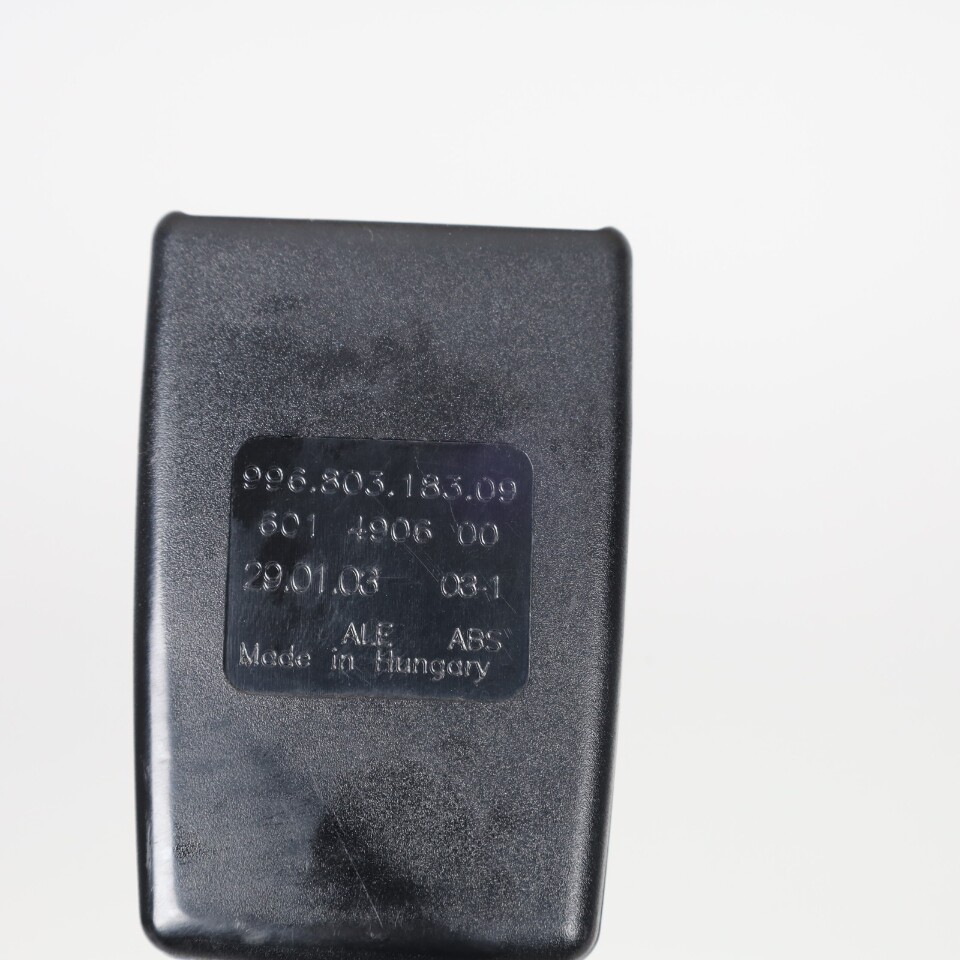 996.803.183.09
601 4906 00
29.01.03 03-1
ALE ABS
Made in Hungary